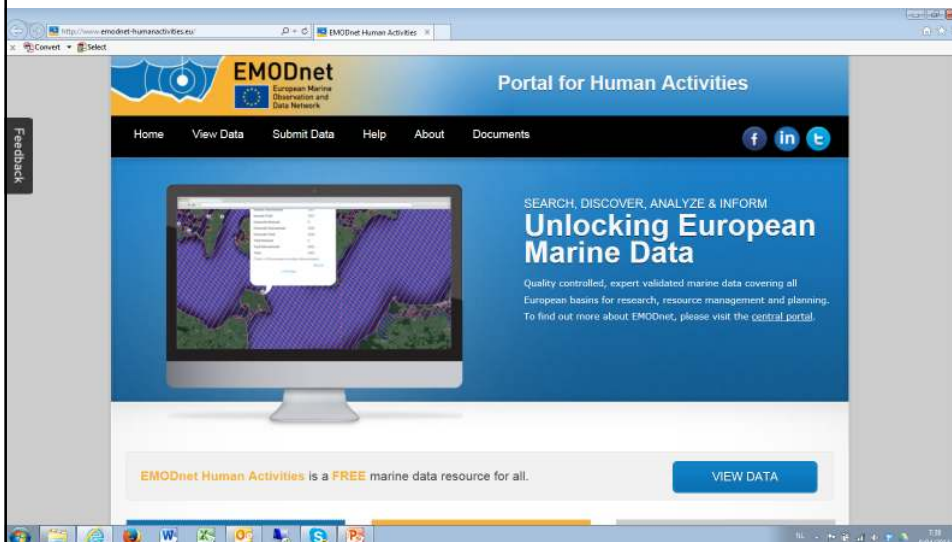 http://www.emodnet-humanactivities.eu/
EMODnet Human Activities
Convert Select
Feedback
EMODnet
European Marine
Observation and
Data Network
Portal for Human Activities
Home View Data Submit Data Help About Documents
f in
SEARCH, DISCOVER, ANALYZE & INFORM
Unlocking European
Marine Data
Quality controlled, expert validated marine data covering all
European basins for research, resource management and planning.
To find out more about EMODnet, please visit the central portal.
EMODnet Human Activities is a FREE marine data resource for all.
VIEW DATA
NL